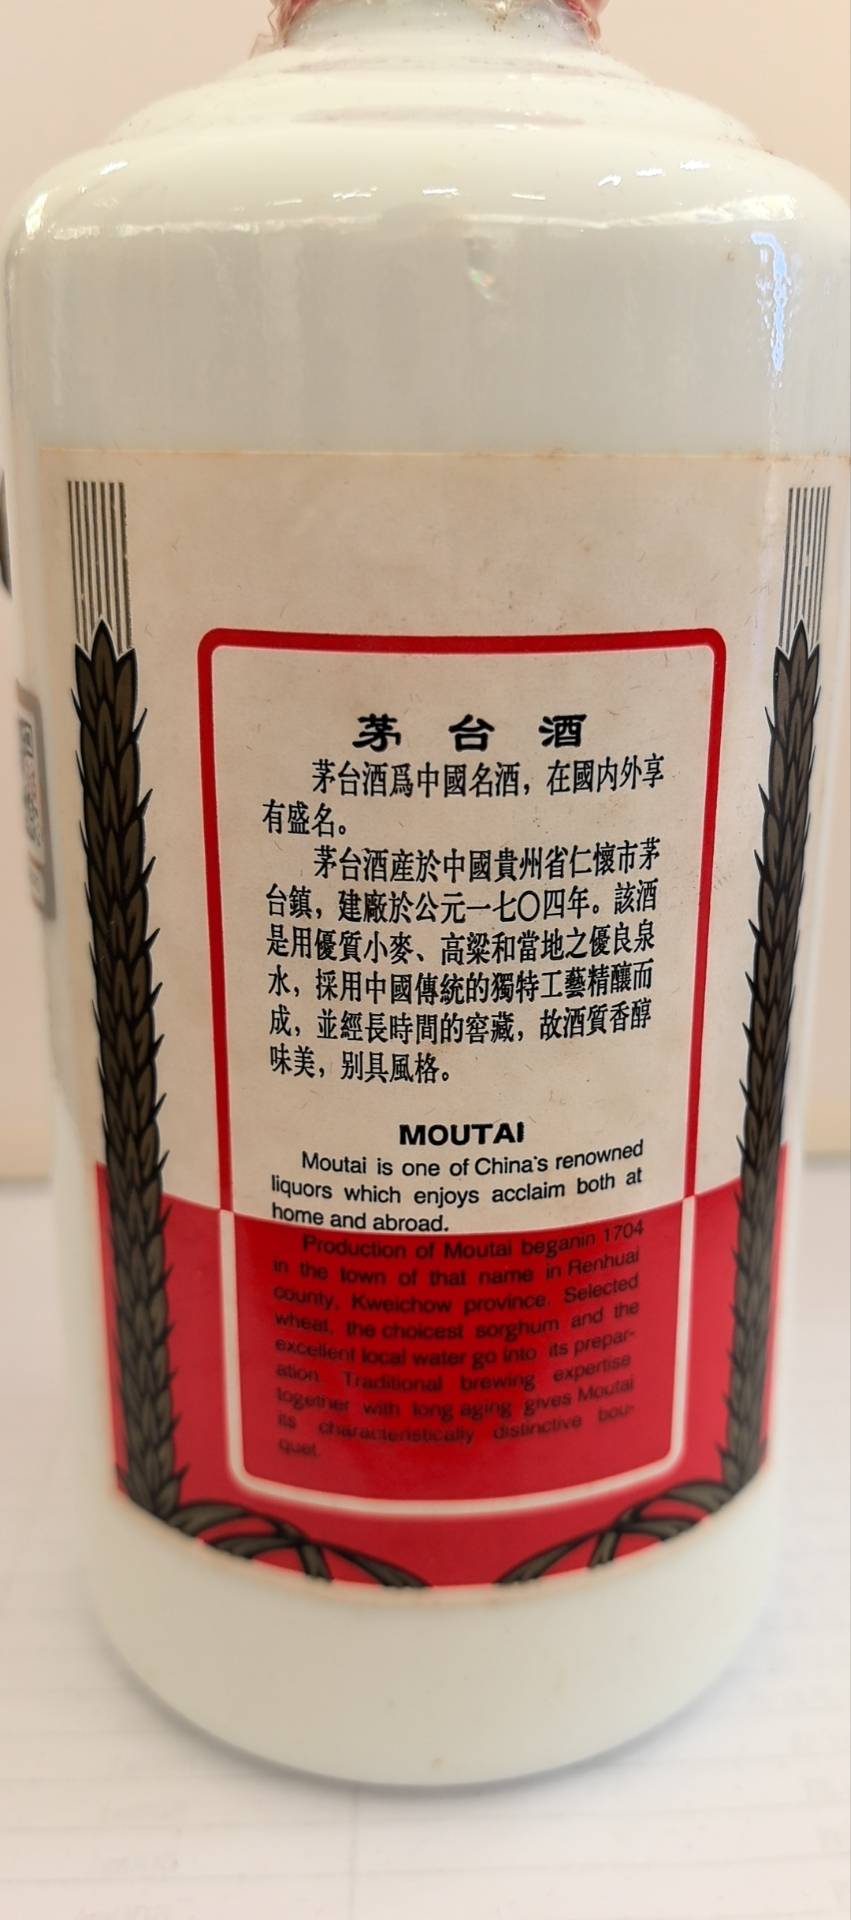 茅台酒
茅台酒爲中國名酒，在國内外享
有盛名。
茅台酒産於中國貴州省仁懷市茅
台鎮，建廠於公元一七〇四年。該酒
是用優質小麥、高粱和當地之優良泉
水，採用中國傳統的獨特工藝精釀而
成，並經長時間的窖藏，故酒質香醇
味美，别具風格。
MOUTAI
Moutai is one of China's renowned
liquors which enjoys acclaim both at
home and abroad.
Production of Moutai beganin 1704
in the town of that name in Renhuai
county, Kweichow province. Selected
wheat, the choicest sorghum and the
excellent local water go into its prepar-
ation. Traditional brewing expertise
together with long aging gives Moutai
its characteristically distinctive bou-
quet.